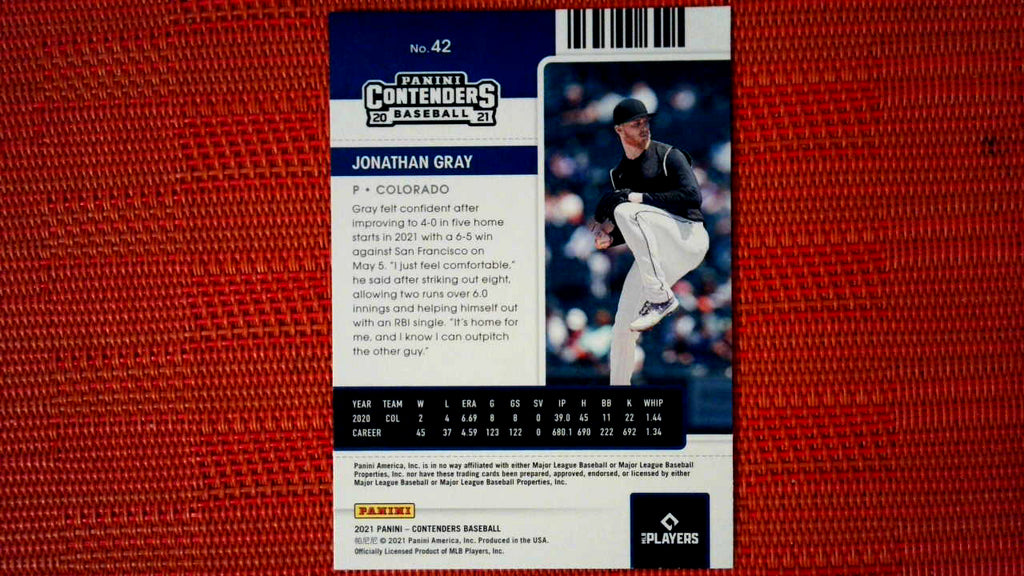 No. 42
PANINI
CONTENDERS
20 BASEBALL 21
JONATHAN GRAY
P • COLORADO
Gray felt confident after
improving to 4-0 in five home
starts in 2021 with a 6-5 win
against San Francisco on
May 5. "I just feel comfortable,"
he said after striking out eight,
allowing two runs over 6.0
innings and helping himself out
with an RBI single. "It's home for
me, and I know I can outpitch
the other guy."
YEAR TEAM W L ERA G GS SV IP H BB K WHIP
2020 COL 2 4 6.69 8 8 0 39.0 45 11 22 1.44
CAREER 45 37 4.59 123 122 0 680.1 690 222 692 1.34
Panini America, Inc. is in no way affiliated with either Major League Baseball or Major League Baseball
Properties, Inc. nor have these trading cards been prepared, approved, endorsed, or licensed by either
Major League Baseball or Major League Baseball Properties, Inc.
PANINI
2021 PANINI – CONTENDERS BASEBALL
帕尼尼 © 2021 Panini America, Inc. Produced in the USA.
Officially Licensed Product of MLB Players, Inc.
MLB PLAYERS